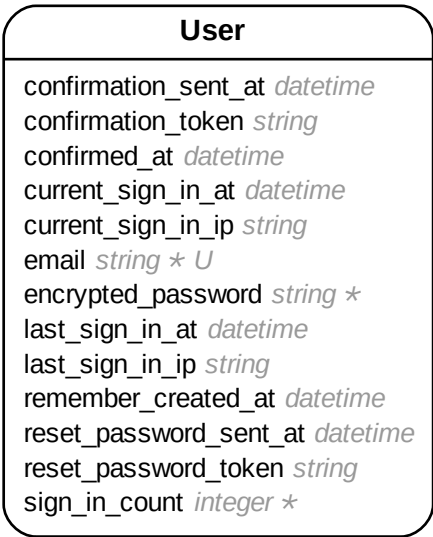 User
confirmation_sent_at datetime
confirmation_token string
confirmed_at datetime
current_sign_in_at datetime
current_sign_in_ip string
email string * U
encrypted_password string *
last_sign_in_at datetime
last_sign_in_ip string
remember_created_at datetime
reset_password_sent_at datetime
reset_password_token string
sign_in_count integer *